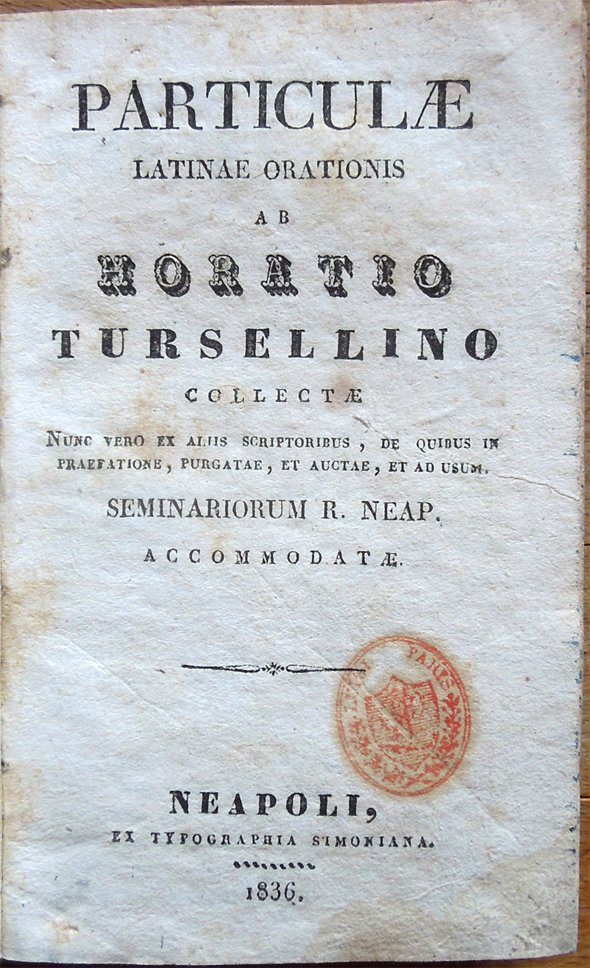 PARTICULÆ
LATINAE ORATIONIS
AB
HORATIO
TURSELLINO
COLLECTÆ
NUNC VERO EX ALIIS SCRIPTORIBUS, DE QUIBUS IN
PRAEFATIONE, PURGATAE, ET AUCTAE, ET AD USUM.
SEMINARIORUM R. NEAP.
ACCOMMODATÆ.
PARIS
NEAPOLI,
EX TYPOGRAPHIA SIMONIANA.
1836.